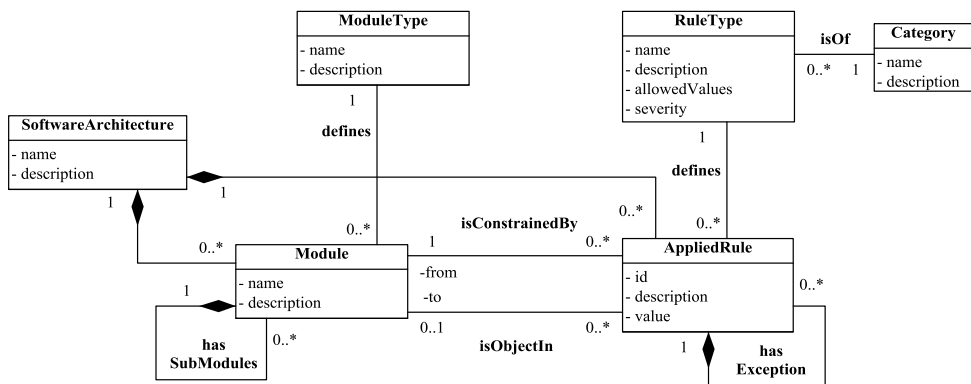 ModuleType
- name
- description
1
defines
0..*
RuleType
- name
- description
- allowedValues
- severity
isOf
0..*
1
Category
- name
- description
1
defines
0..*
SoftwareArchitecture
- name
- description
1
1
0..*
0..*
Module
- name
- description
1
0..*
has
SubModules
isConstrainedBy
1
0..*
-from
-to
0..1
0..*
isObjectIn
AppliedRule
- id
- description
- value
0..*
1
has
Exception